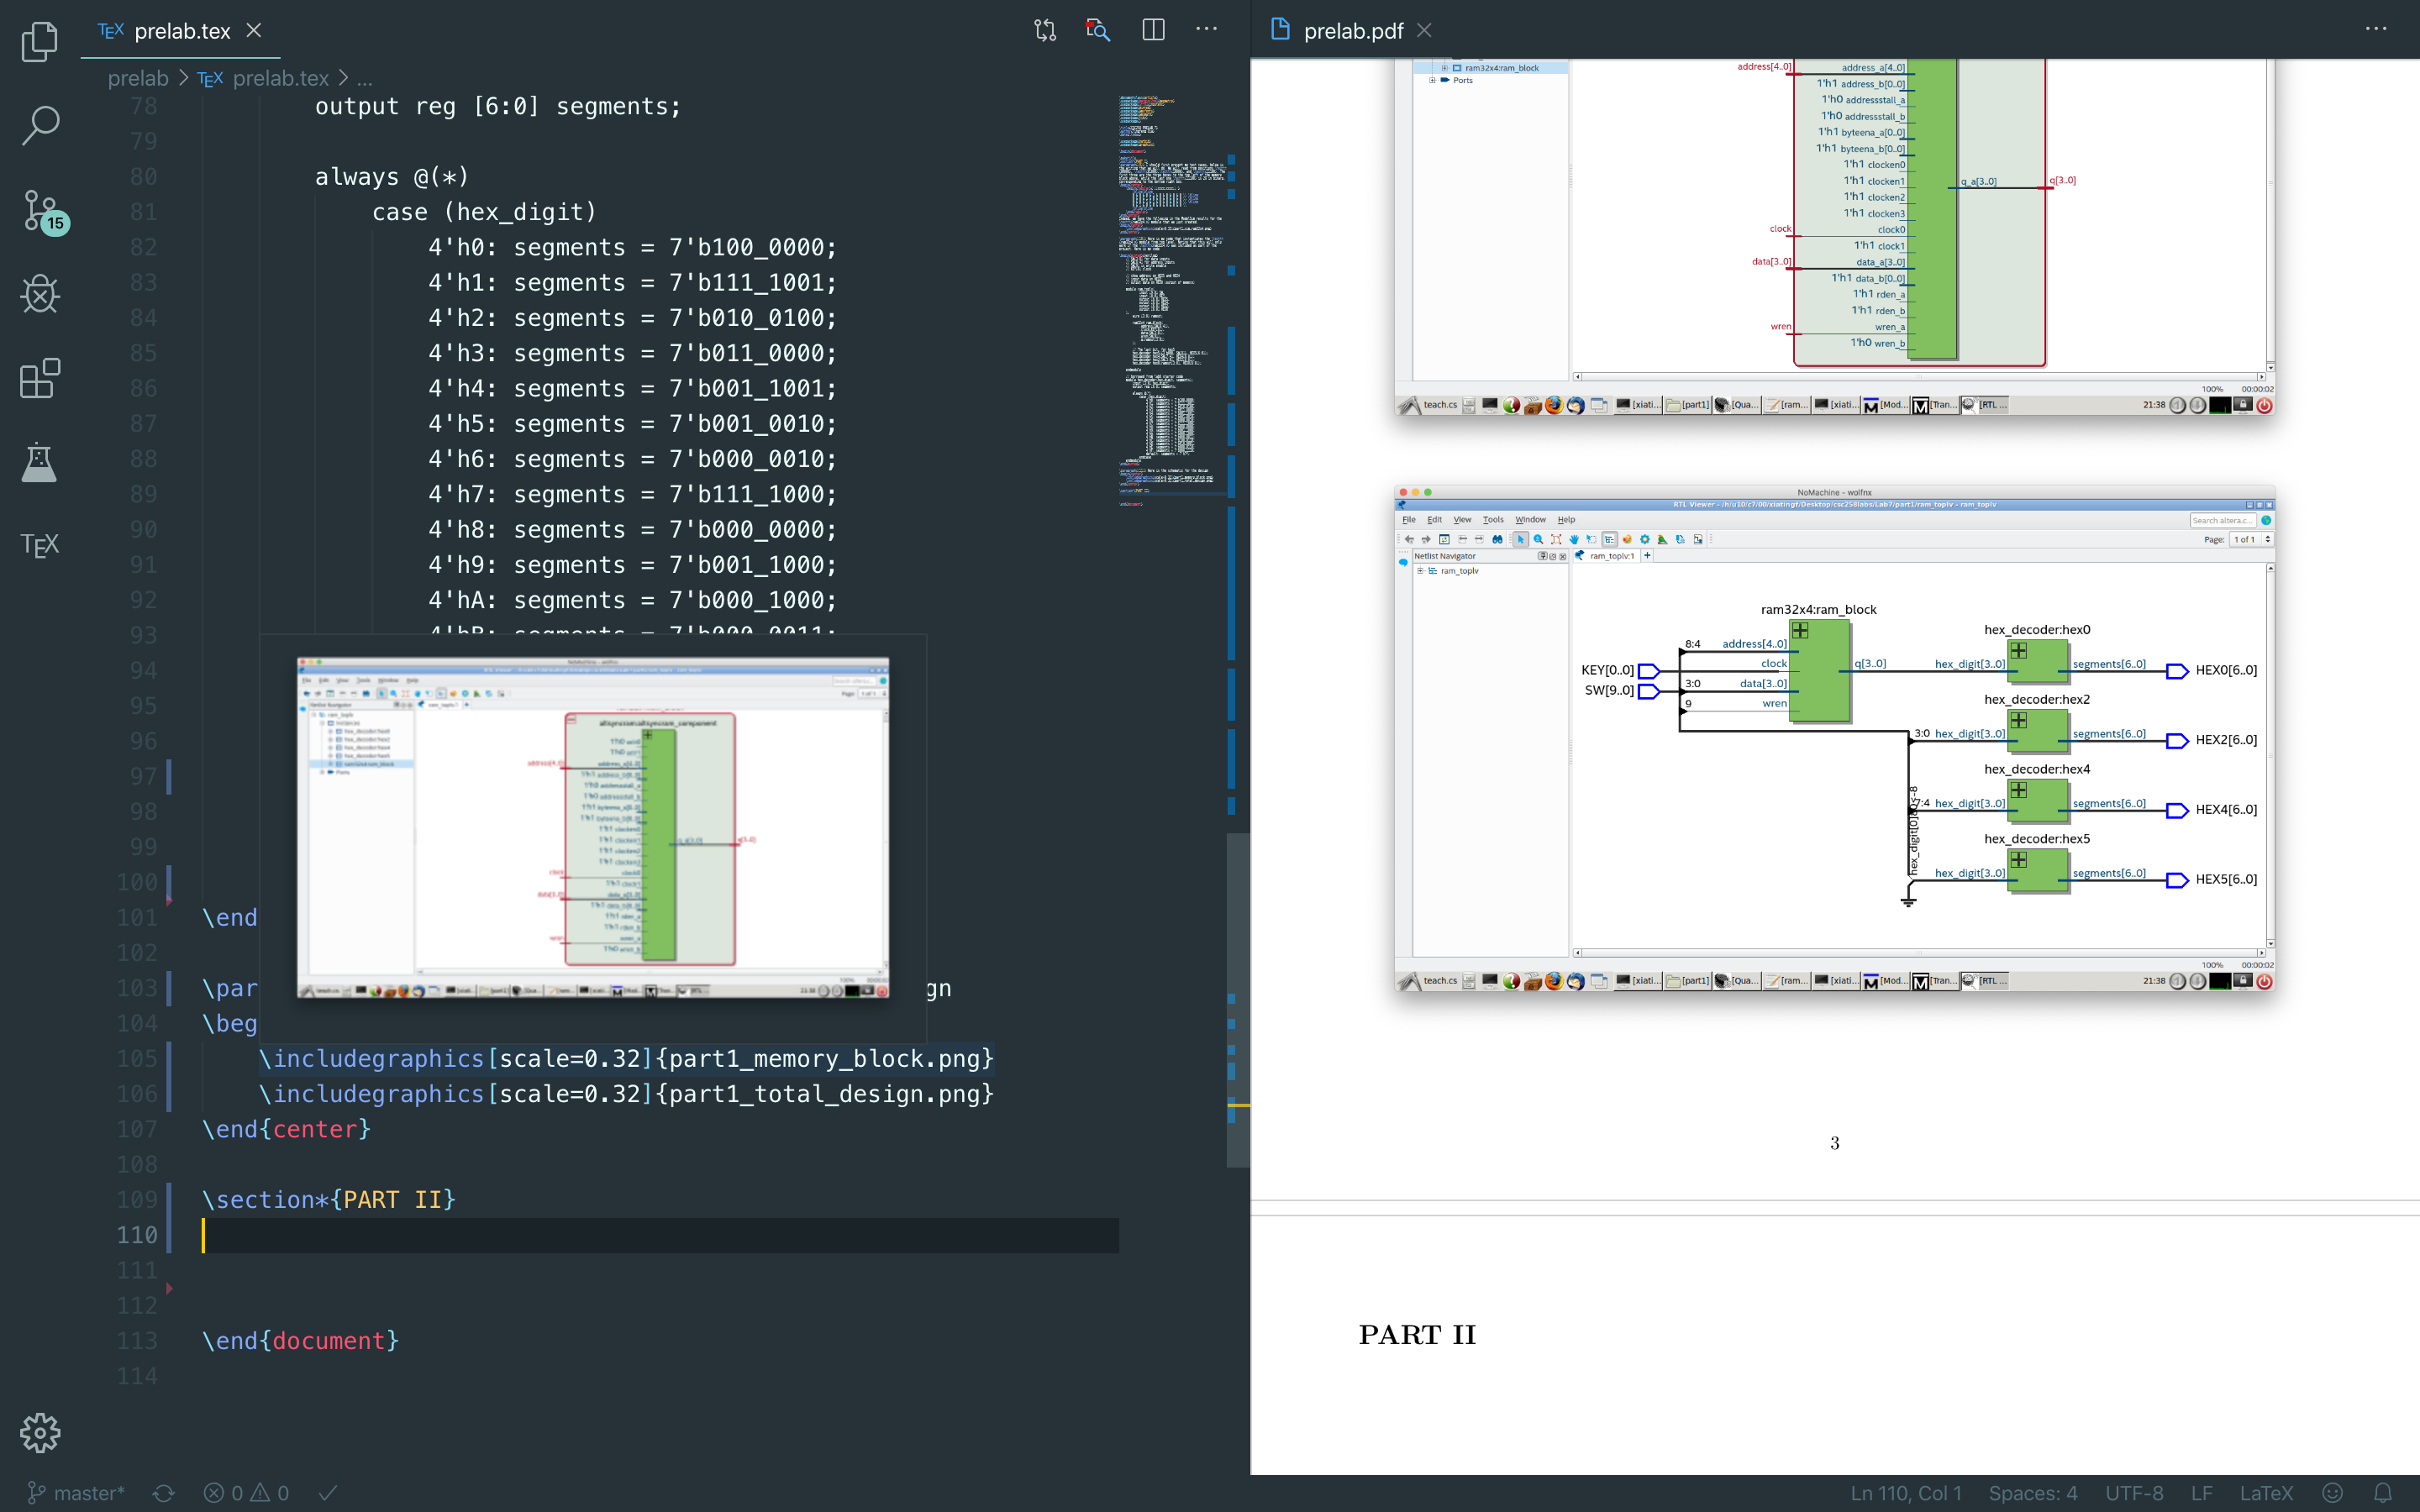 TEX prelab.tex
prelab > TEX prelab.tex > ...
15
78 output reg [6:0] segments;
79
80 always @(*)
81 case (hex_digit)
82 4'h0: segments = 7'b100_0000;
83 4'h1: segments = 7'b111_1001;
84 4'h2: segments = 7'b010_0100;
85 4'h3: segments = 7'b011_0000;
86 4'h4: segments = 7'b001_1001;
87 4'h5: segments = 7'b001_0010;
88 4'h6: segments = 7'b000_0010;
89 4'h7: segments = 7'b111_1000;
90 4'h8: segments = 7'b000_0000;
91 4'h9: segments = 7'b001_1000;
92 4'hA: segments = 7'b000_1000;
93 4'hB: segments = 7'b000_0011;
94
95
96
97
98
99
100
101 \end
102
103 \par gn
104 \beg
105 \includegraphics[scale=0.32]{part1_memory_block.png}
106 \includegraphics[scale=0.32]{part1_total_design.png}
107 \end{center}
108
109 \section*{PART II}
110
111
112
113 \end{document}
114
TEX
master*
0 0
prelab.pdf
ram32x4:ram_block
Ports
address[4..0] address_a[4..0]
1'h1 address_b[0..0]
1'h0 addressstall_a
1'h0 addressstall_b
1'h1 byteena_a[0..0]
1'h1 byteena_b[0..0]
1'h1 clocken0
1'h1 clocken1
q_a[3..0] q[3..0]
1'h1 clocken2
1'h1 clocken3
clock clock0
1'h1 clock1
data[3..0] data_a[3..0]
1'h1 data_b[0..0]
1'h1 rden_a
1'h1 rden_b
wren wren_a
1'h0 wren_b
100% 00:00:02
teach.cs [xiati... [part1] [Qua... [ram... [xiati... [Mod... [Tran... [RTL ... 21:38
NoMachine - wolfnx
RTL Viewer - /h/u10/c7/00/xiatingf/Desktop/csc258labs/Lab7/part1/ram_toplv - ram_toplv
File Edit View Tools Window Help
Search altera.c...
Page: 1 of 1
Netlist Navigator
ram_toplv:1
ram_toplv
ram32x4:ram_block
8:4 address[4..0]
KEY[0..0] clock
SW[9..0] 3:0 data[3..0]
9 wren
q[3..0]
hex_decoder:hex0
hex_digit[3..0] segments[6..0] HEX0[6..0]
hex_decoder:hex2
3:0 hex_digit[3..0] segments[6..0] HEX2[6..0]
hex_decoder:hex4
7:4 hex_digit[3..0] segments[6..0] HEX4[6..0]
hex_decoder:hex5
hex_digit[3..0] segments[6..0] HEX5[6..0]
100% 00:00:02
teach.cs [xiati... [part1] [Qua... [ram... [xiati... [Mod... [Tran... [RTL ... 21:38
3
PART II
Ln 110, Col 1 Spaces: 4 UTF-8 LF LaTeX